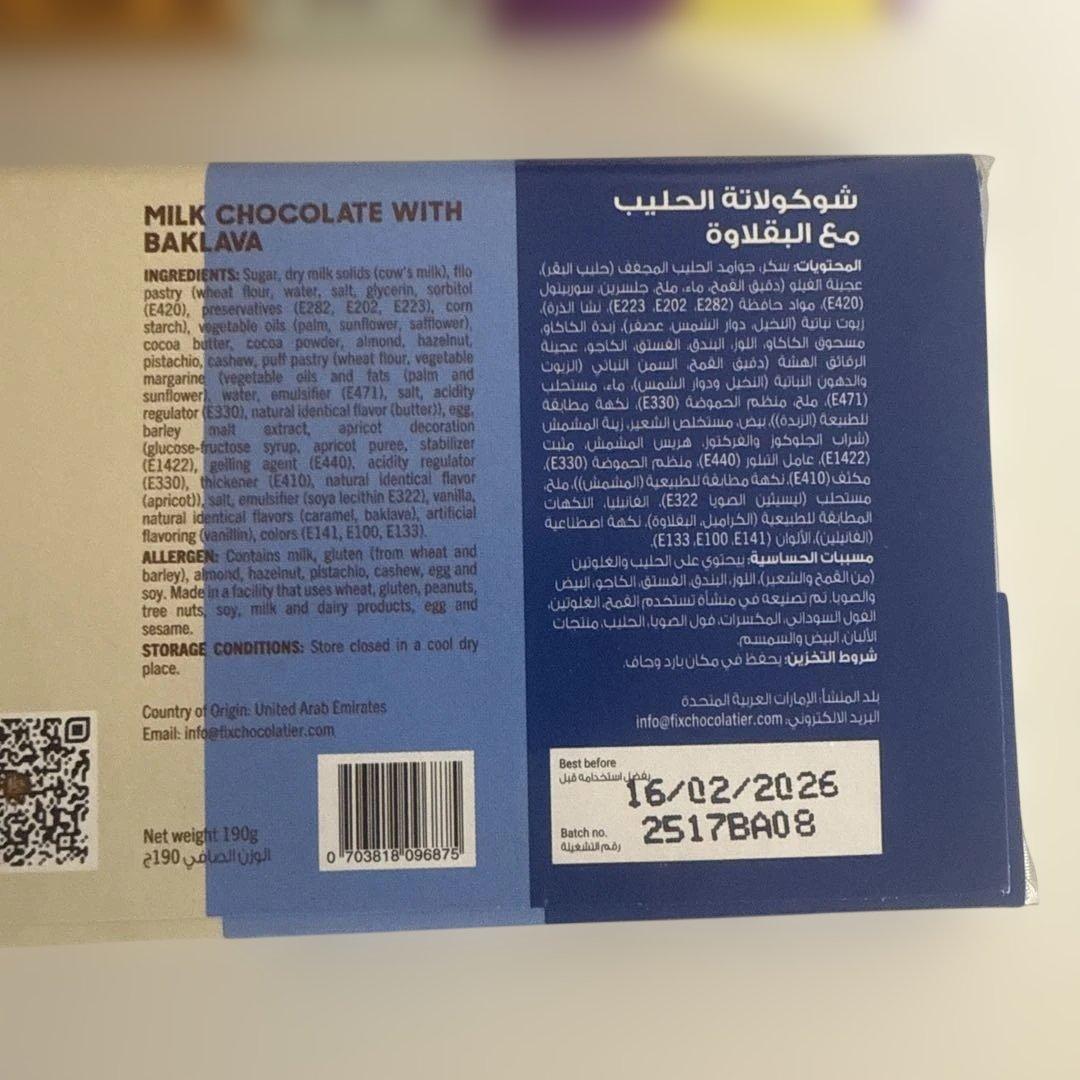 MILK CHOCOLATE WITH
BAKLAVA
INGREDIENTS: Sugar, dry milk solids (cow's milk), filo
pastry (wheat flour, water, salt, glycerin, sorbitol
(E420), preservatives (E282, E202, E223), corn
starch), vegetable oils (palm, sunflower, safflower),
cocoa butter, cocoa powder, almond, hazelnut,
pistachio, cashew, puff pastry (wheat flour, vegetable
margarine (vegetable oils and fats (palm and
sunflower), water, emulsifier (E471), salt, acidity
regulator (E330), natural identical flavor (butter)), egg,
barley malt extract, apricot decoration
(glucose-fructose syrup, apricot puree, stabilizer
(E1422), gelling agent (E440), acidity regulator
(E330), thickener (E410), natural identical flavor
(apricot)), salt, emulsifier (soya lecithin E322), vanilla,
natural identical flavors (caramel, baklava), artificial
flavoring (vanillin), colors (E141, E100, E133).
ALLERGEN: Contains milk, gluten (from wheat and
barley), almond, hazelnut, pistachio, cashew, egg and
soy. Made in a facility that uses wheat, gluten, peanuts,
tree nuts, soy, milk and dairy products, egg and
sesame.
STORAGE CONDITIONS: Store closed in a cool dry
place.
Country of Origin: United Arab Emirates
Email: info@fixchocolatier.com
Net weight 190g
الوزن الصافي 190ج
0 703818 096875
شوكولاتة الحليب
مع البقلاوة
المحتويات: سكر، جوامد الحليب المجفف (حليب البقر)،
عجينة الفيلو (دقيق القمح، ماء، ملح، جلسرين، سوربيتول
(E420)، مواد حافظة (E282، E202، E223)، نشا الذرة)،
زيوت نباتية (النخيل، دوار الشمس، عصفر)، زبدة الكاكاو،
مسحوق الكاكاو، اللوز، البندق، الفستق، الكاجو، عجينة
الرقائق الهشة (دقيق القمح، السمن النباتي (الزيوت
والدهون النباتية (النخيل ودوار الشمس)، ماء، مستحلب
(E471)، ملح، منظم الحموضة (E330)، نكهة مطابقة
للطبيعة (الزبدة))، بيض، مستخلص الشعير، زينة المشمش
(شراب الجلوكوز والفركتوز، هريس المشمش، مثبت
(E1422)، عامل التبلور (E440)، منظم الحموضة (E330)،
مكثف (E410)، نكهة مطابقة للطبيعية (المشمش))، ملح،
مستحلب (ليسيثين الصويا E322)، الفانيليا، النكهات
المطابقة للطبيعية (الكراميل، البقلاوة)، نكهة اصطناعية
(الفانيلين)، الألوان (E141، E100، E133).
مسببات الحساسية: يحتوي على الحليب والغلوتين
(من القمح والشعير)، اللوز، البندق، الفستق، الكاجو، البيض
والصويا. تم تصنيعه في منشأة تستخدم القمح، الغلوتين،
الفول السوداني، المكسرات، فول الصويا، الحليب، منتجات
الألبان، البيض والسمسم.
شروط التخزين: يحفظ في مكان بارد وجاف.
بلد المنشأ: الإمارات العربية المتحدة
البريد الالكتروني: info@fixchocolatier.com
Best before
يفضل استخدامه قبل
16/02/2026
Batch no.
رقم التشغيلة
2517BA08